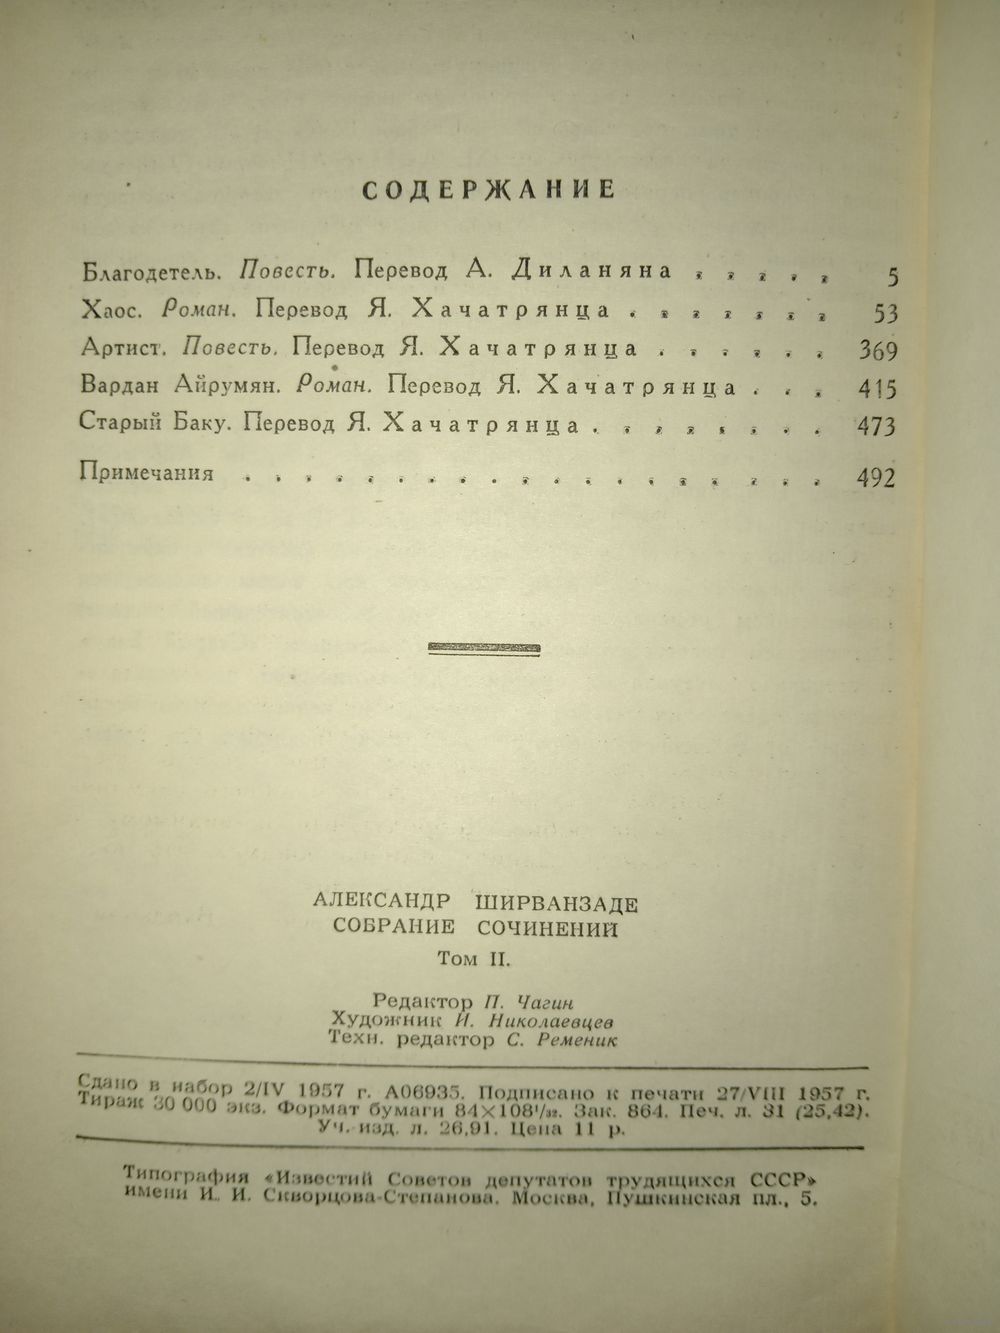 СОДЕРЖАНИЕ
Благодетель. Повесть. Перевод А. Диланяна . . . . . 5
Хаос. Роман. Перевод Я. Хачатрянца . . . . . . . 53
Артист. Повесть. Перевод Я. Хачатрянца . . . . . . 369
Вардан Айрумян. Роман. Перевод Я. Хачатрянца . . . 415
Старый Баку. Перевод Я. Хачатрянца . . . . . . . . 473
Примечания . . . . . . . . . . . . . . . . . . . 492
АЛЕКСАНДР ШИРВАНЗАДЕ
СОБРАНИЕ СОЧИНЕНИЙ
Том II.
Редактор П. Чагин
Художник И. Николаевцев
Техн. редактор С. Ременик
Сдано в набор 2/IV 1957 г. А06935. Подписано к печати 27/VIII 1957 г.
Тираж 30 000 экз. Формат бумаги 84×108¹/₃₂. Зак. 864. Печ. л. 31 (25,42).
Уч.-изд. л. 26,91. Цена 11 р.
Типография «Известий Советов депутатов трудящихся СССР»
имени И. И. Скворцова-Степанова. Москва, Пушкинская пл., 5.